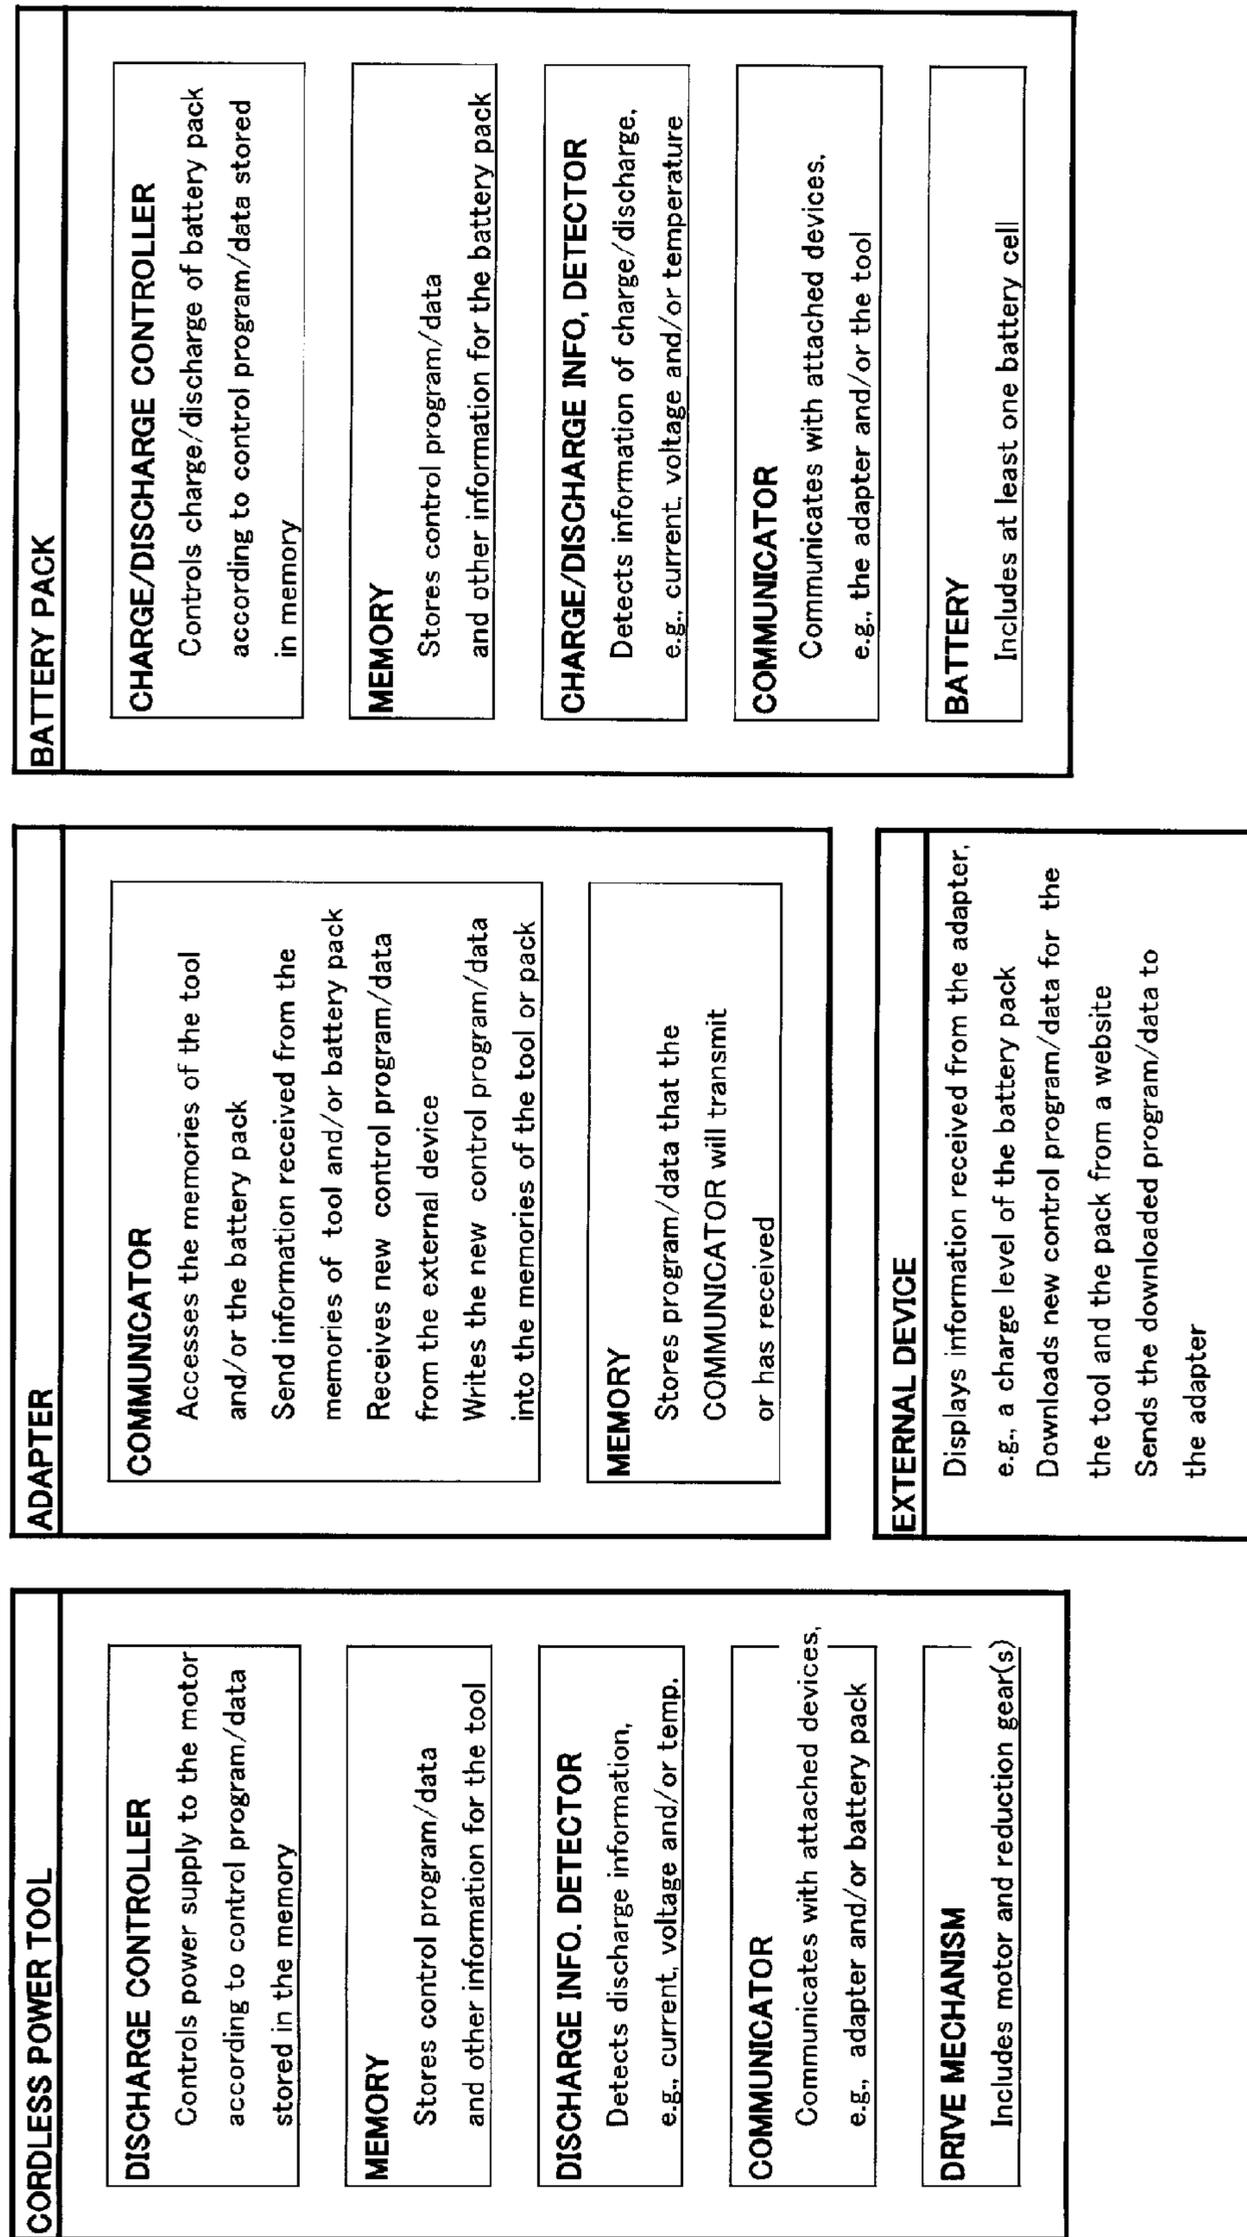 CORDLESS POWER TOOL
DISCHARGE CONTROLLER
Controls power supply to the motor
according to control program/data
stored in the memory
MEMORY
Stores control program/data
and other information for the tool
DISCHARGE INFO. DETECTOR
Detects discharge information,
e.g., current, voltage and/or temp.
COMMUNICATOR
Communicates with attached devices,
e.g., adapter and/or battery pack
DRIVE MECHANISM
Includes motor and reduction gear(s)
ADAPTER
COMMUNICATOR
Accesses the memories of the tool
and/or the battery pack
Send information received from the
memories of tool and/or battery pack
Receives new control program/data
from the external device
Writes the new control program/data
into the memories of the tool or pack
MEMORY
Stores program/data that the
COMMUNICATOR will transmit
or has received
EXTERNAL DEVICE
Displays information received from the adapter,
e.g., a charge level of the battery pack
Downloads new control program/data for the
the tool and the pack from a website
Sends the downloaded program/data to
the adapter
BATTERY PACK
CHARGE/DISCHARGE CONTROLLER
Controls charge/discharge of battery pack
according to control program/data stored
in memory
MEMORY
Stores control program/data
and other information for the battery pack
CHARGE/DISCHARGE INFO, DETECTOR
Detects information of charge/discharge,
e.g., current, voltage and/or temperature
COMMUNICATOR
Communicates with attached devices,
e.g., the adapter and/or the tool
BATTERY
Includes at least one battery cell